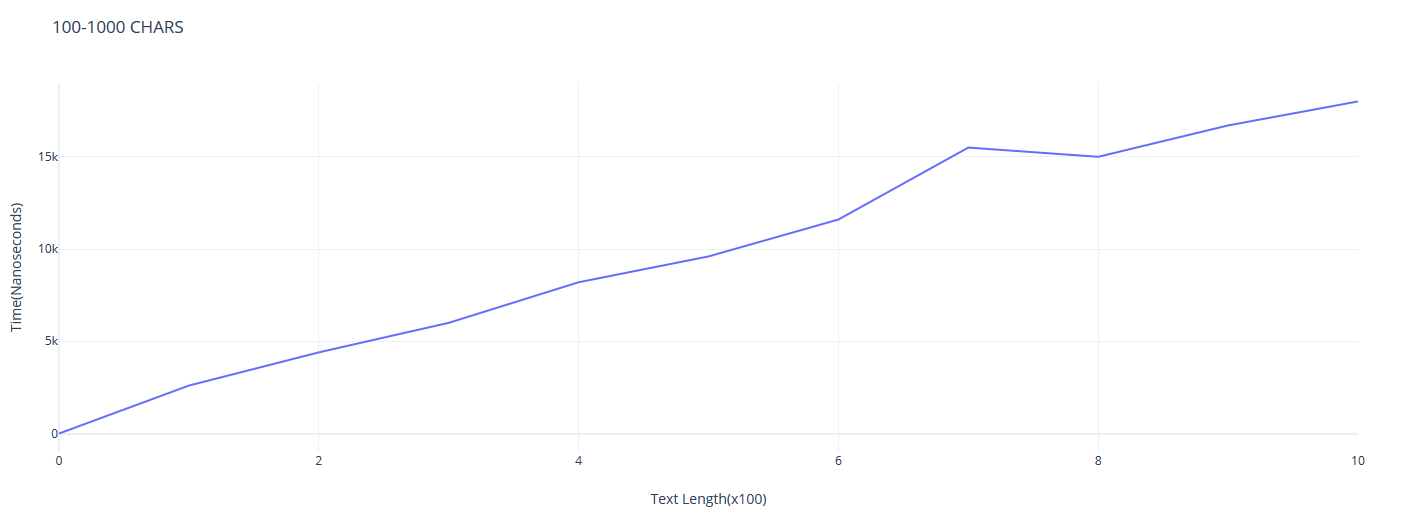 100-1000 CHARS
15k
10k
5k
0
0 2 4 6 8 10
Time(Nanoseconds)
Text Length(x100)